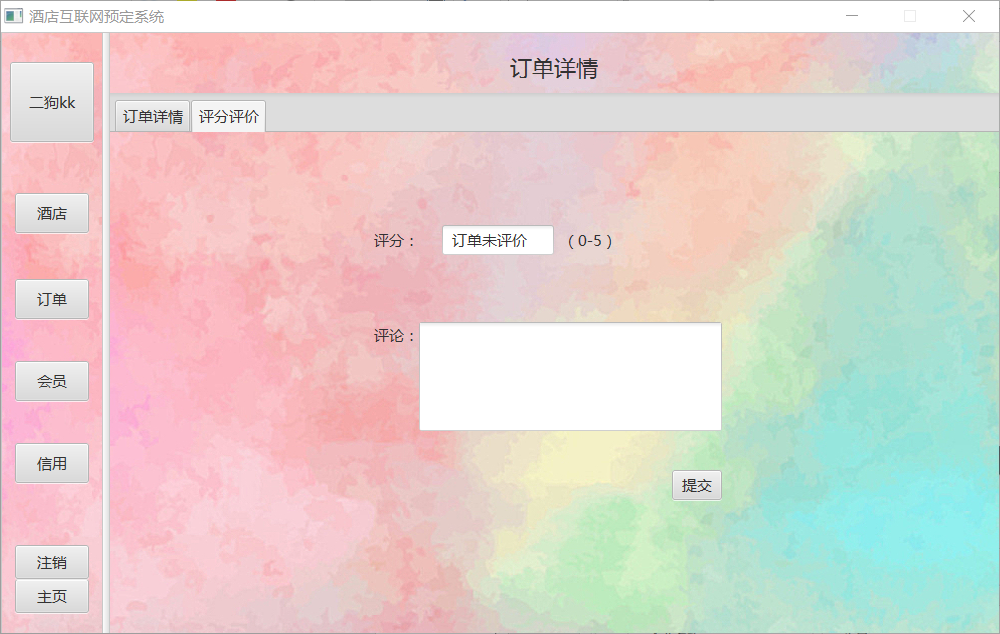 酒店互联网预定系统
二狗kk
酒店
订单
会员
信用
注销
主页
订单详情
订单详情 评分评价
评分： 订单未评价 （0-5）
评论：
提交